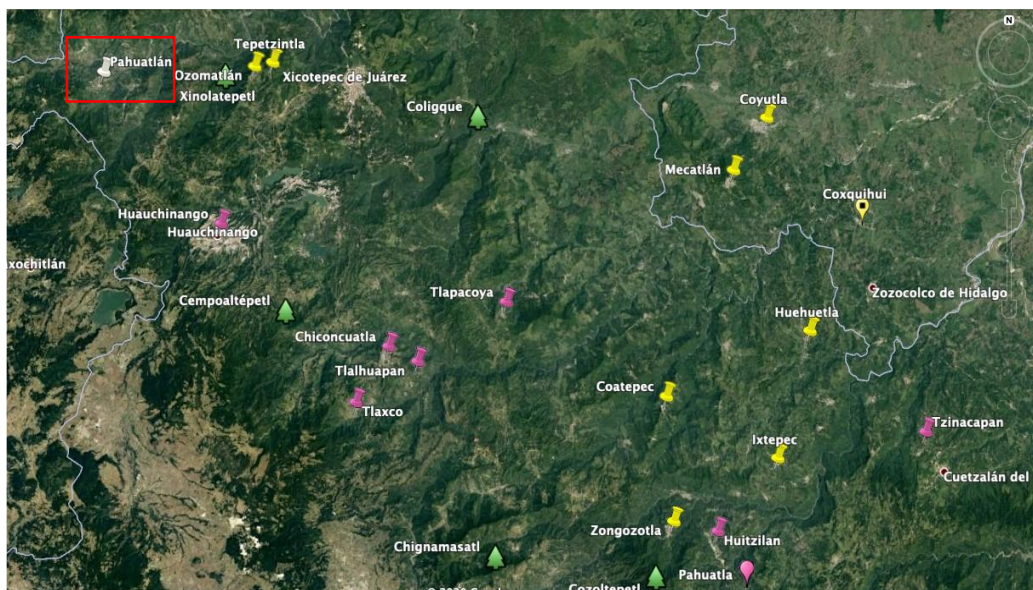 N
Tepetzintla
Pahuatlán
Ozomatlán
Xicotepec de Juárez
Xinolatepetl
Coligque
Coyutla
Mecatlán
Coxquihui
Huauchinango
Huauchinango
axochitlán
Tlapacoya
Zozocolco de Hidalgo
Cempoaltépetl
Huehuetla
Chiconcuatla
Tlalhuapan
Coatepec
Tlaxco
Tzinacapan
Ixtepec
Cuetzalán del
Zongozotla
Huitzilan
Chignamasatl
Pahuatla
Cozoltepetl